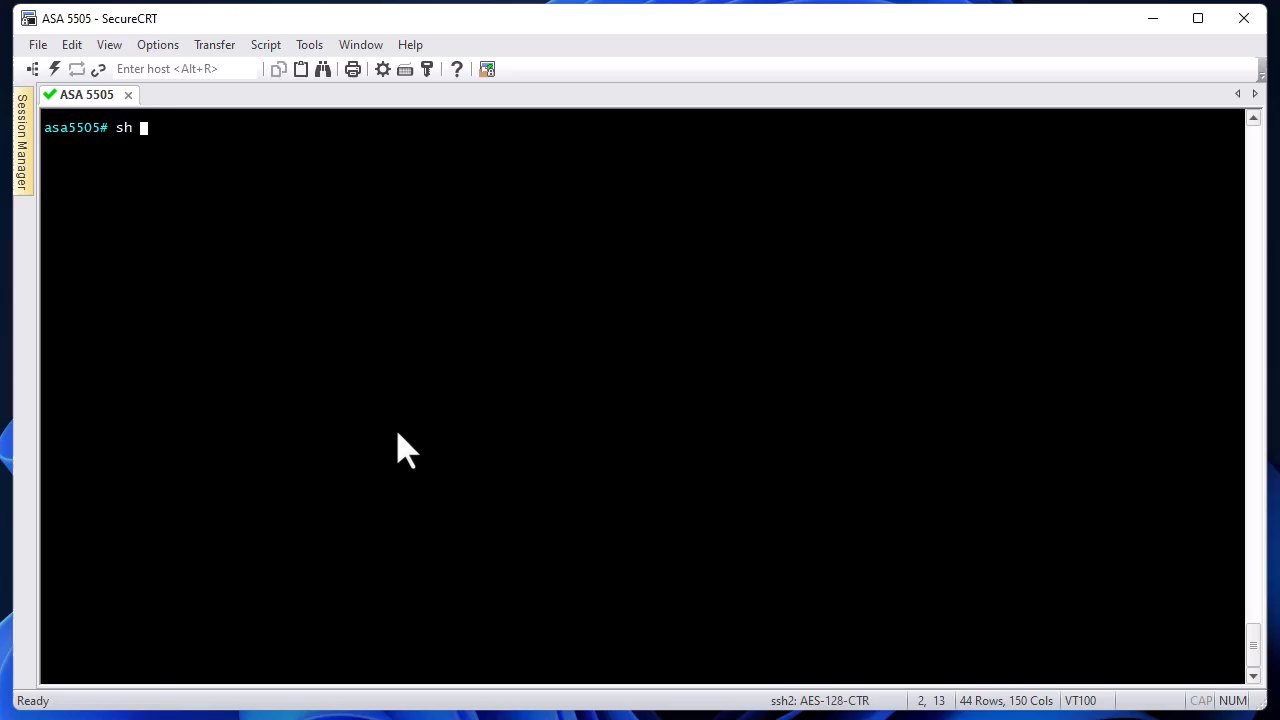 ASA 5505 - SecureCRT
File Edit View Options Transfer Script Tools Window Help
Enter host <Alt+R>
ASA 5505
Session Manager
asa5505# sh
Ready ssh2: AES-128-CTR 2, 13 44 Rows, 150 Cols VT100 CAP NUM